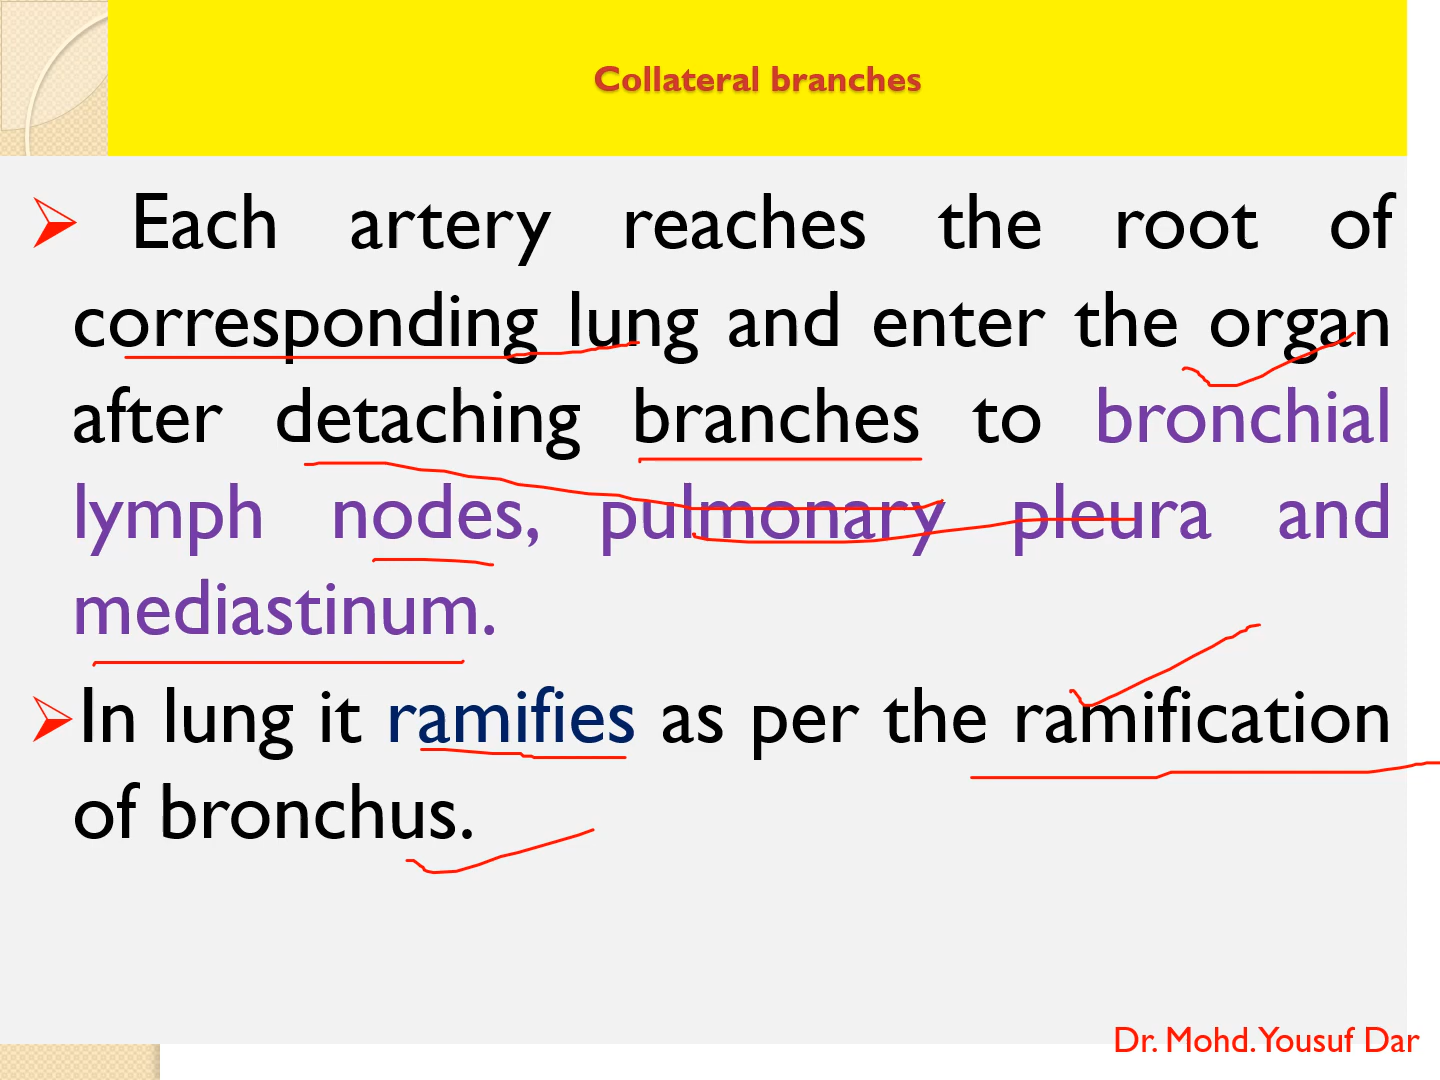 Collateral branches
Each artery reaches the root of
corresponding lung and enter the organ
after detaching branches to bronchial
lymph nodes, pulmonary pleura and
mediastinum.
In lung it ramifies as per the ramification
of bronchus.
Dr. Mohd. Yousuf Dar